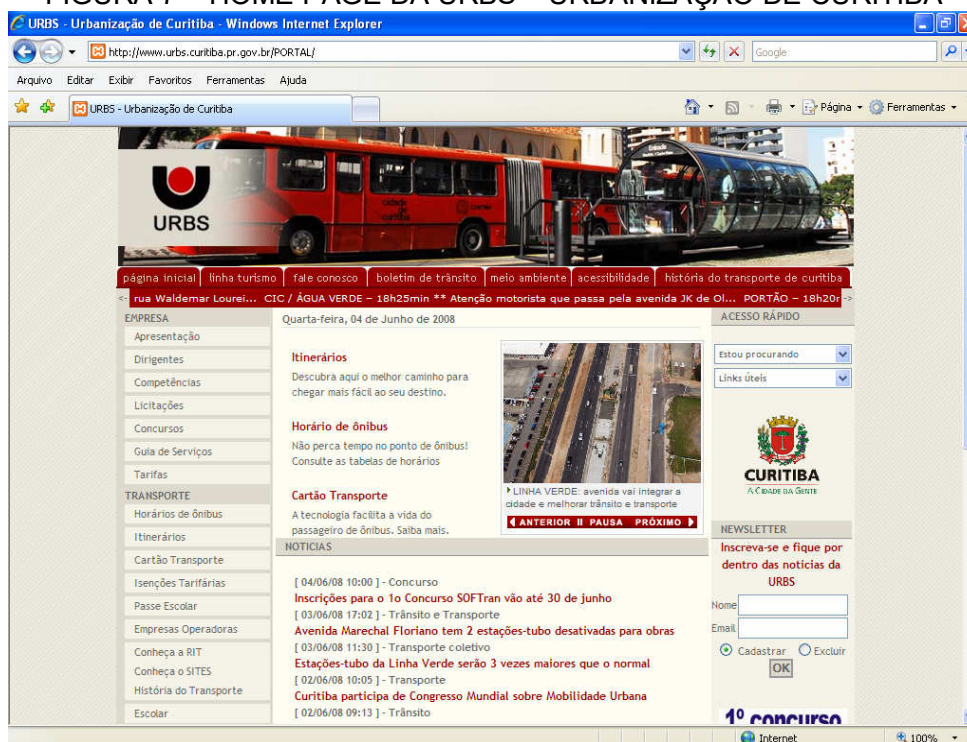 FIGURA 7 – HOME PAGE DA URBS – URBANIZAÇÃO DE CURITIBA
URBS - Urbanização de Curitiba - Windows Internet Explorer
http://www.urbs.curitiba.pr.gov.br/PORTAL/
Google
Arquivo Editar Exibir Favoritos Ferramentas Ajuda
URBS - Urbanização de Curitiba
Página
Ferramentas
Entrada
cidade de curitiba
URBS
página inicial linha turismo fale conosco boletim de trânsito meio ambiente acessibilidade história do transporte de curitiba
<- rua Waldemar Lourei... CIC / ÁGUA VERDE – 18h25min ** Atenção motorista que passa pela avenida JK de Ol... PORTÃO – 18h20r ->
EMPRESA
Apresentação
Dirigentes
Competências
Licitações
Concursos
Guia de Serviços
Tarifas
TRANSPORTE
Horários de ônibus
Itinerários
Cartão Transporte
Isenções Tarifárias
Passe Escolar
Empresas Operadoras
Conheça a RIT
Conheça o SITES
História do Transporte
Escolar
Quarta-feira, 04 de Junho de 2008
Itinerários
Descubra aqui o melhor caminho para
chegar mais fácil ao seu destino.
Horário de ônibus
Não perca tempo no ponto de ônibus!
Consulte as tabelas de horários
Cartão Transporte
A tecnologia facilita a vida do
passageiro de ônibus. Saiba mais.
LINHA VERDE: avenida vai integrar a
cidade e melhorar trânsito e transporte
ANTERIOR II PAUSA PRÓXIMO
NOTICIAS
[ 04/06/08 10:00 ] - Concurso
Inscrições para o 1o Concurso SOFTran vão até 30 de junho
[ 03/06/08 17:02 ] - Trânsito e Transporte
Avenida Marechal Floriano tem 2 estações-tubo desativadas para obras
[ 03/06/08 11:30 ] - Transporte coletivo
Estações-tubo da Linha Verde serão 3 vezes maiores que o normal
[ 02/06/08 10:05 ] - Transporte
Curitiba participa de Congresso Mundial sobre Mobilidade Urbana
[ 02/06/08 09:13 ] - Trânsito
ACESSO RÁPIDO
Estou procurando
Links Úteis
CURITIBA
A CIDADE DA GENTE
NEWSLETTER
Inscreva-se e fique por
dentro das noticias da
URBS
Nome
Email
Cadastrar Excluir
OK
1º concurso
Internet
100%